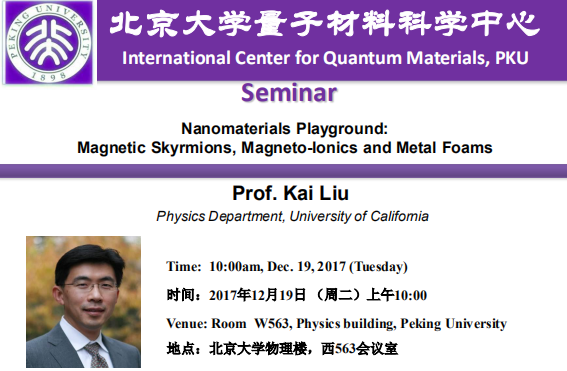 PEKING UNIVERSITY
1898
北京大学量子材料科学中心
International Center for Quantum Materials, PKU
Seminar
Nanomaterials Playground:
Magnetic Skyrmions, Magneto-Ionics and Metal Foams
Prof. Kai Liu
Physics Department, University of California
Time: 10:00am, Dec. 19, 2017 (Tuesday)
时间：2017年12月19日 （周二）上午10:00
Venue: Room W563, Physics building, Peking University
地点：北京大学物理楼，西563会议室